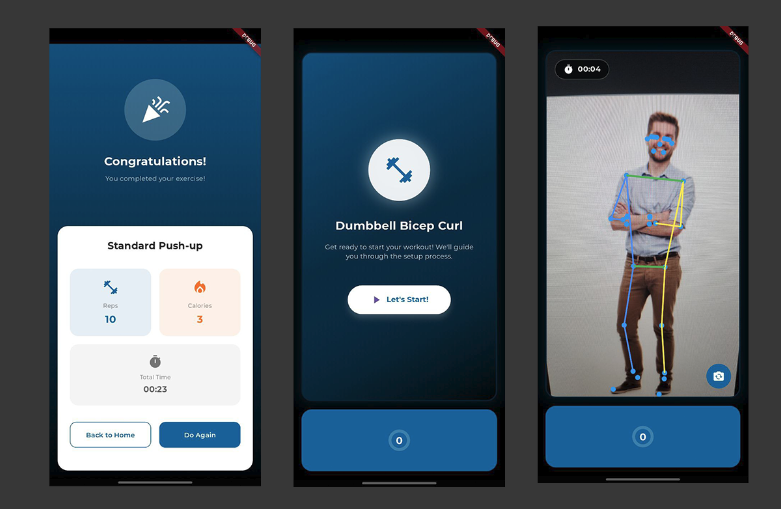 DEBUG
Congratulations!
You completed your exercise!
Standard Push-up
Reps
10
Calories
3
Total Time
00:23
Back to Home
Do Again
DEBUG
Dumbbell Bicep Curl
Get ready to start your workout! We'll guide
you through the setup process.
Let's Start!
0
DEBUG
00:04
0